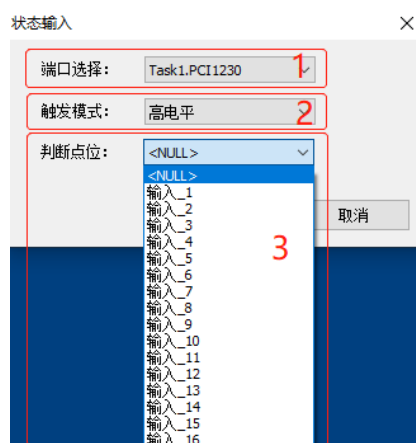 状态输入
端口选择： Task1.PCI1230 1
触发模式： 高电平 2
判断点位： <NULL>
<NULL>
输入_1
输入_2
输入_3 取消
输入_4
输入_5 3
输入_6
输入_7
输入_8
输入_9
输入_10
输入_11
输入_12
输入_13
输入_14
输入_15
输入_16